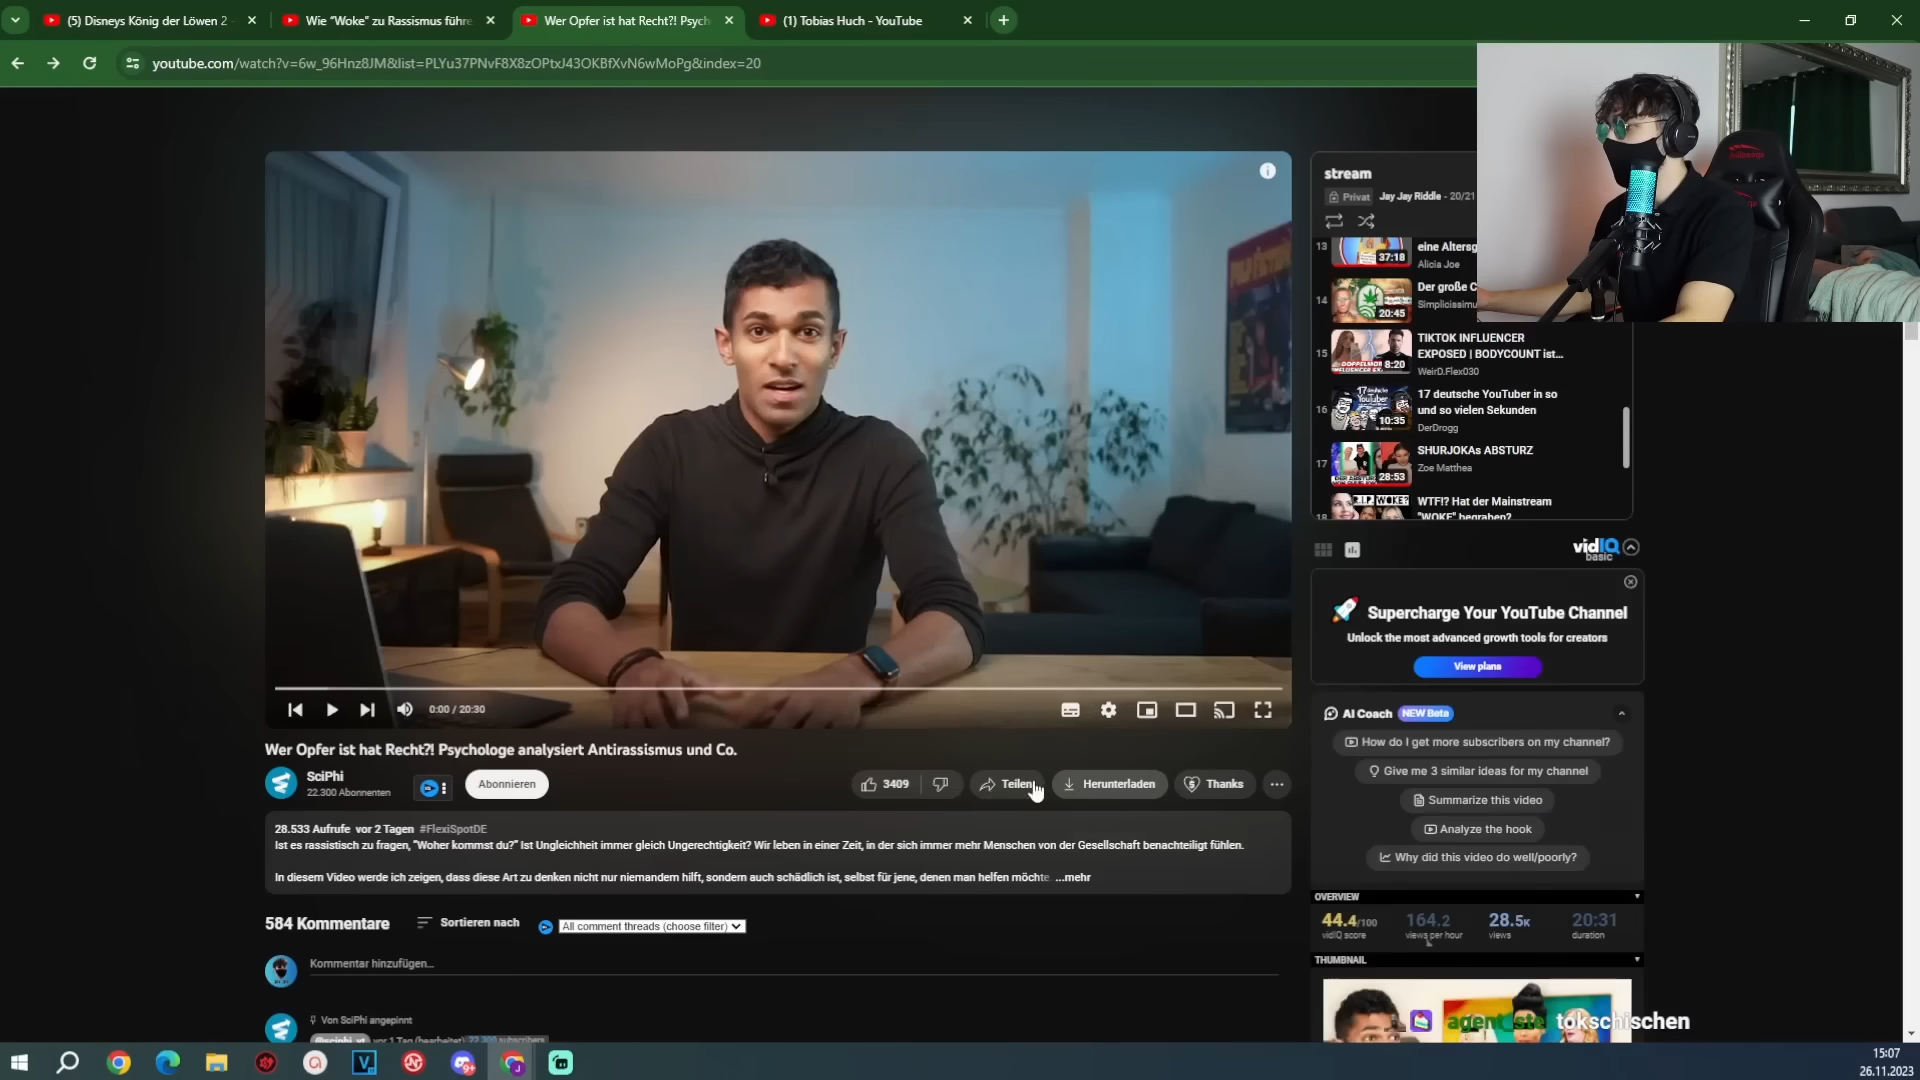 (5) Disneys König der Löwen 2
Wie "Woke" zu Rassismus führ
Wer Opfer ist hat Recht?! Psych
(1) Tobias Huch - YouTube
youtube.com/watch?v=6w_96Hnz8JM&list=PLYu37PNvF8X8zOPtxJ43OKBfXvN6wMoPg&index=20
stream
Privat Jay Jay Riddle - 20/21
13
eine Altersg
Alicia Joe
37:18
14
Der große C
Simplicissimu
20:45
15
TIKTOK INFLUENCER
EXPOSED | BODYCOUNT ist...
WeirD.Flex030
8:20
16
17 deutsche YouTuber in so
und so vielen Sekunden
DerDrogg
10:35
17
SHURJOKAs ABSTURZ
Zoe Matthea
28:53
18
WTF!? Hat der Mainstream
"WOKE" begraben?
0:00 / 20:30
Wer Opfer ist hat Recht?! Psychologe analysiert Antirassismus und Co.
SciPhi
22.300 Abonnenten
Abonnieren
3409
Teilen
Herunterladen
Thanks
28.533 Aufrufe vor 2 Tagen #FlexiSpotDE
Ist es rassistisch zu fragen, "Woher kommst du?" Ist Ungleichheit immer gleich Ungerechtigkeit? Wir leben in einer Zeit, in der sich immer mehr Menschen von der Gesellschaft benachteiligt fühlen.
In diesem Video werde ich zeigen, dass diese Art zu denken nicht nur niemandem hilft, sondern auch schädlich ist, selbst für jene, denen man helfen möchte ...mehr
584 Kommentare
Sortieren nach
All comment threads (choose filter)
Kommentar hinzufügen...
Von SciPhi angepinnt
@sciphi_yt vor 1 Tag (bearbeitet) 22.300 subscribers
vidIQ
basic
Supercharge Your YouTube Channel
Unlock the most advanced growth tools for creators
View plans
AI Coach NEW Beta
How do I get more subscribers on my channel?
Give me 3 similar ideas for my channel
Summarize this video
Analyze the hook
Why did this video do well/poorly?
OVERVIEW
44.4/100
vidIQ score
164.2
views per hour
28.5K
views
20:31
duration
THUMBNAIL
tokschischen
15:07
26.11.2023